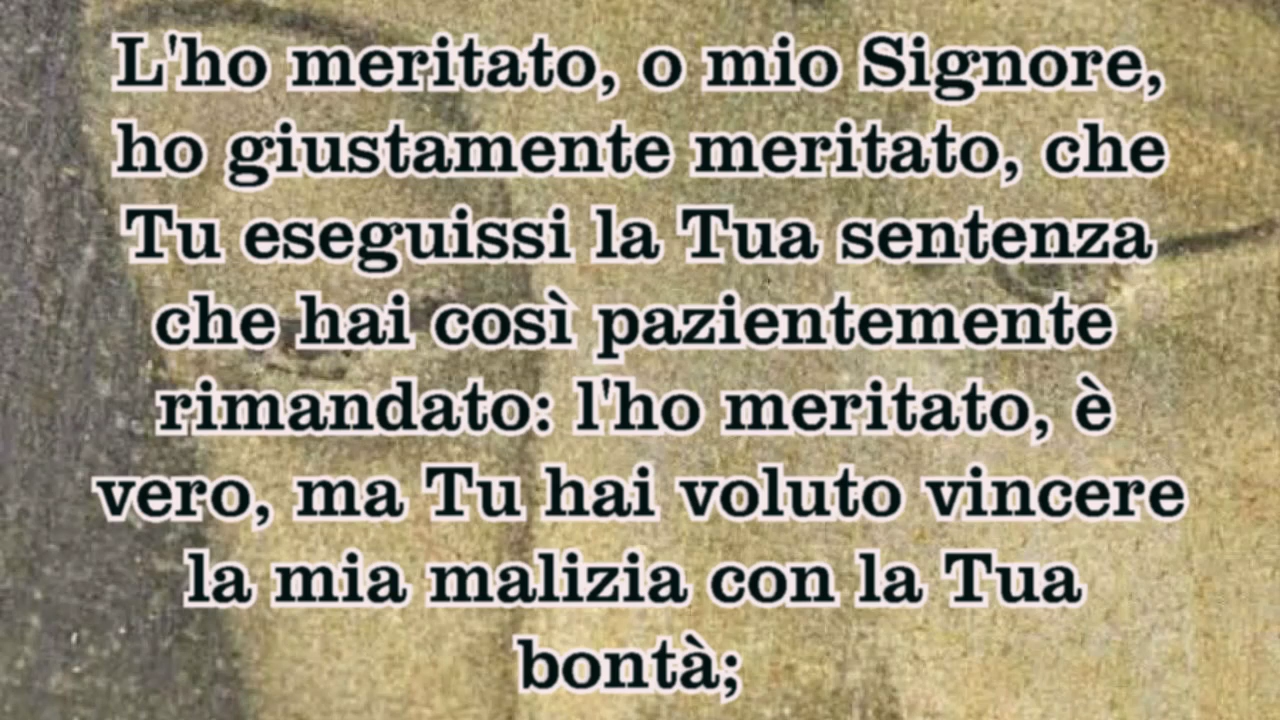 L'ho meritato, o mio Signore,
ho giustamente meritato, che
Tu eseguissi la Tua sentenza
che hai così pazientemente
rimandato: l'ho meritato, è
vero, ma Tu hai voluto vincere
la mia malizia con la Tua
bontà;